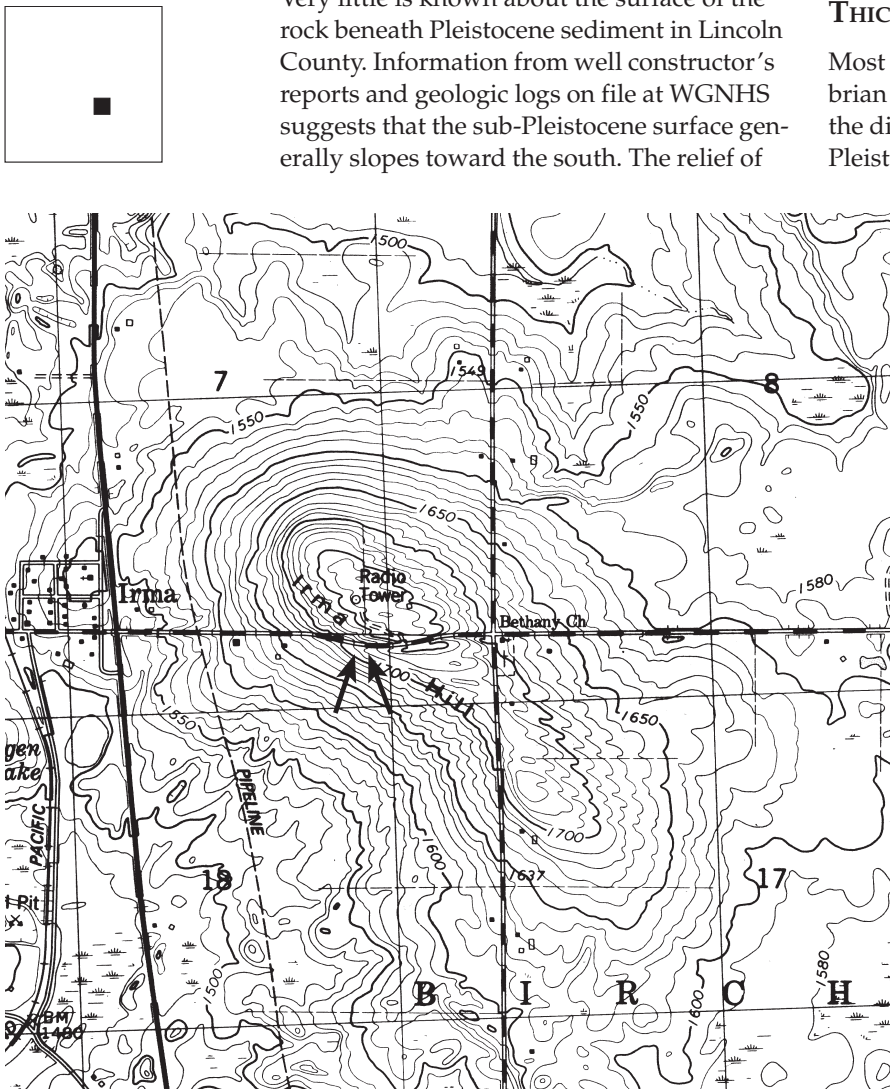 Very little is known about the surface of the
rock beneath Pleistocene sediment in Lincoln
County. Information from well constructor's
reports and geologic logs on file at WGNHS
suggests that the sub-Pleistocene surface gen-
erally slopes toward the south. The relief of
THIC
Most
brian
the di
Pleist
1500
7
1549
8
1550
1550
1650
Radio
Tower
Irma
Irma
1580
Bethany Ch
Hill
1650
1550
gen
ake
PIPELINE
PACIFIC
1700
1600
1637
18
17
Pit
1500
1580
B I R C H
1600
BM
1480